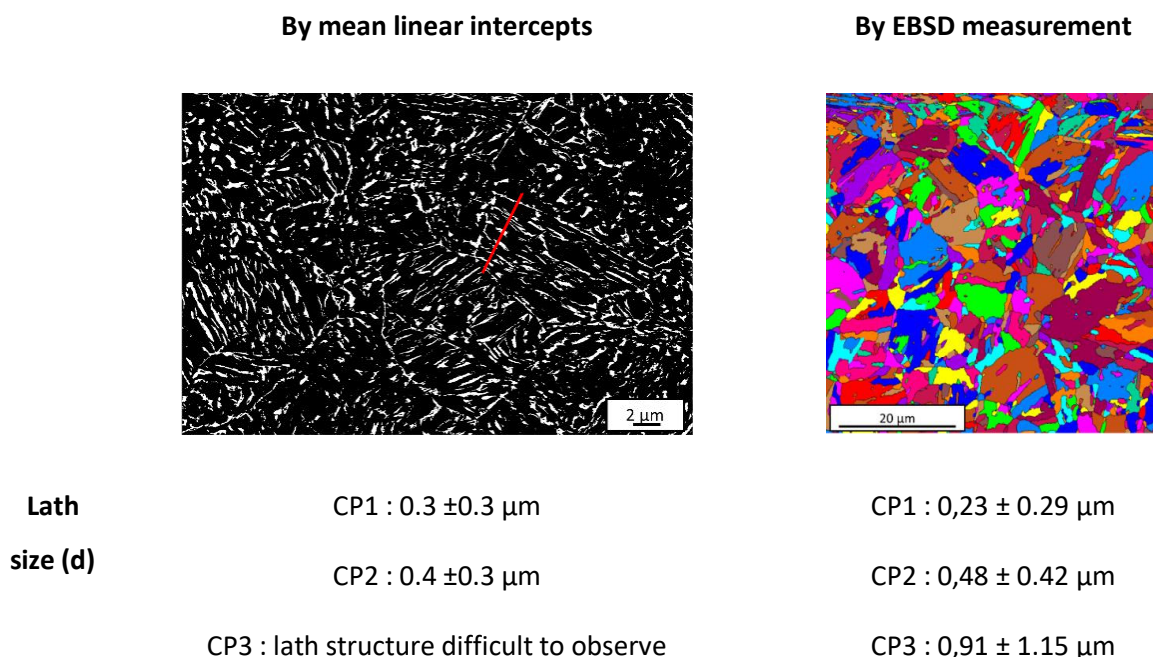 By mean linear intercepts
By EBSD measurement
2 µm
20 µm
Lath
size (d)
CP1 : 0.3 ±0.3 µm
CP1 : 0,23 ± 0.29 µm
CP2 : 0.4 ±0.3 µm
CP2 : 0,48 ± 0.42 µm
CP3 : lath structure difficult to observe
CP3 : 0,91 ± 1.15 µm